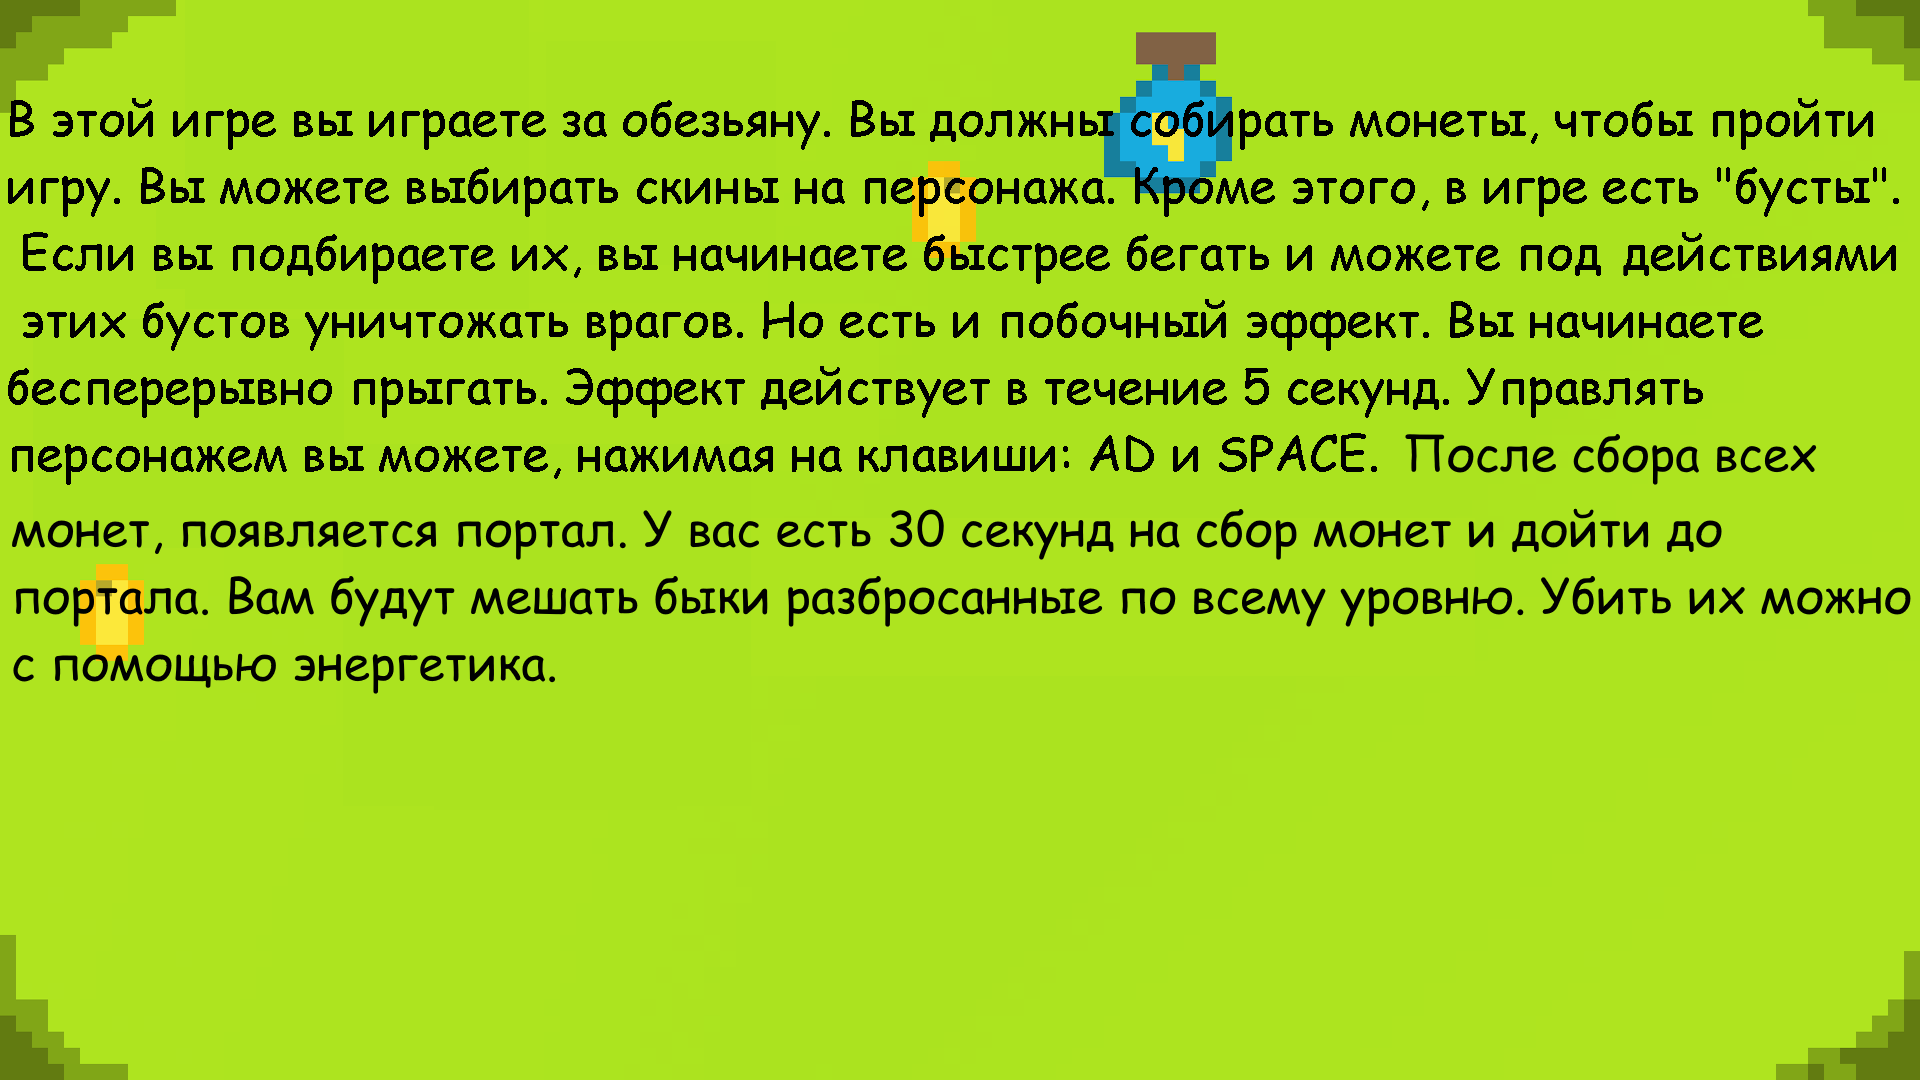 В этой игре вы играете за обезьяну. Вы должны собирать монеты, чтобы пройти
игру. Вы можете выбирать скины на персонажа. Кроме этого, в игре есть "бусты".
Если вы подбираете их, вы начинаете быстрее бегать и можете под действиями
этих бустов уничтожать врагов. Но есть и побочный эффект. Вы начинаете
бесперерывно прыгать. Эффект действует в течение 5 секунд. Управлять
персонажем вы можете, нажимая на клавиши: AD и SPACE. После сбора всех
монет, появляется портал. У вас есть 30 секунд на сбор монет и дойти до
портала. Вам будут мешать быки разбросанные по всему уровню. Убить их можно
с помощью энергетика.